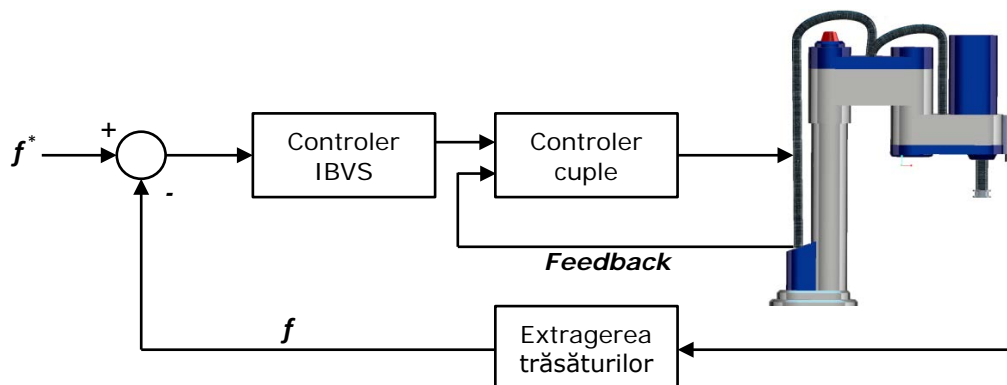 +
f*
-
Controler
IBVS
Controler
cuple
Feedback
f
Extragerea
trăsăturilor